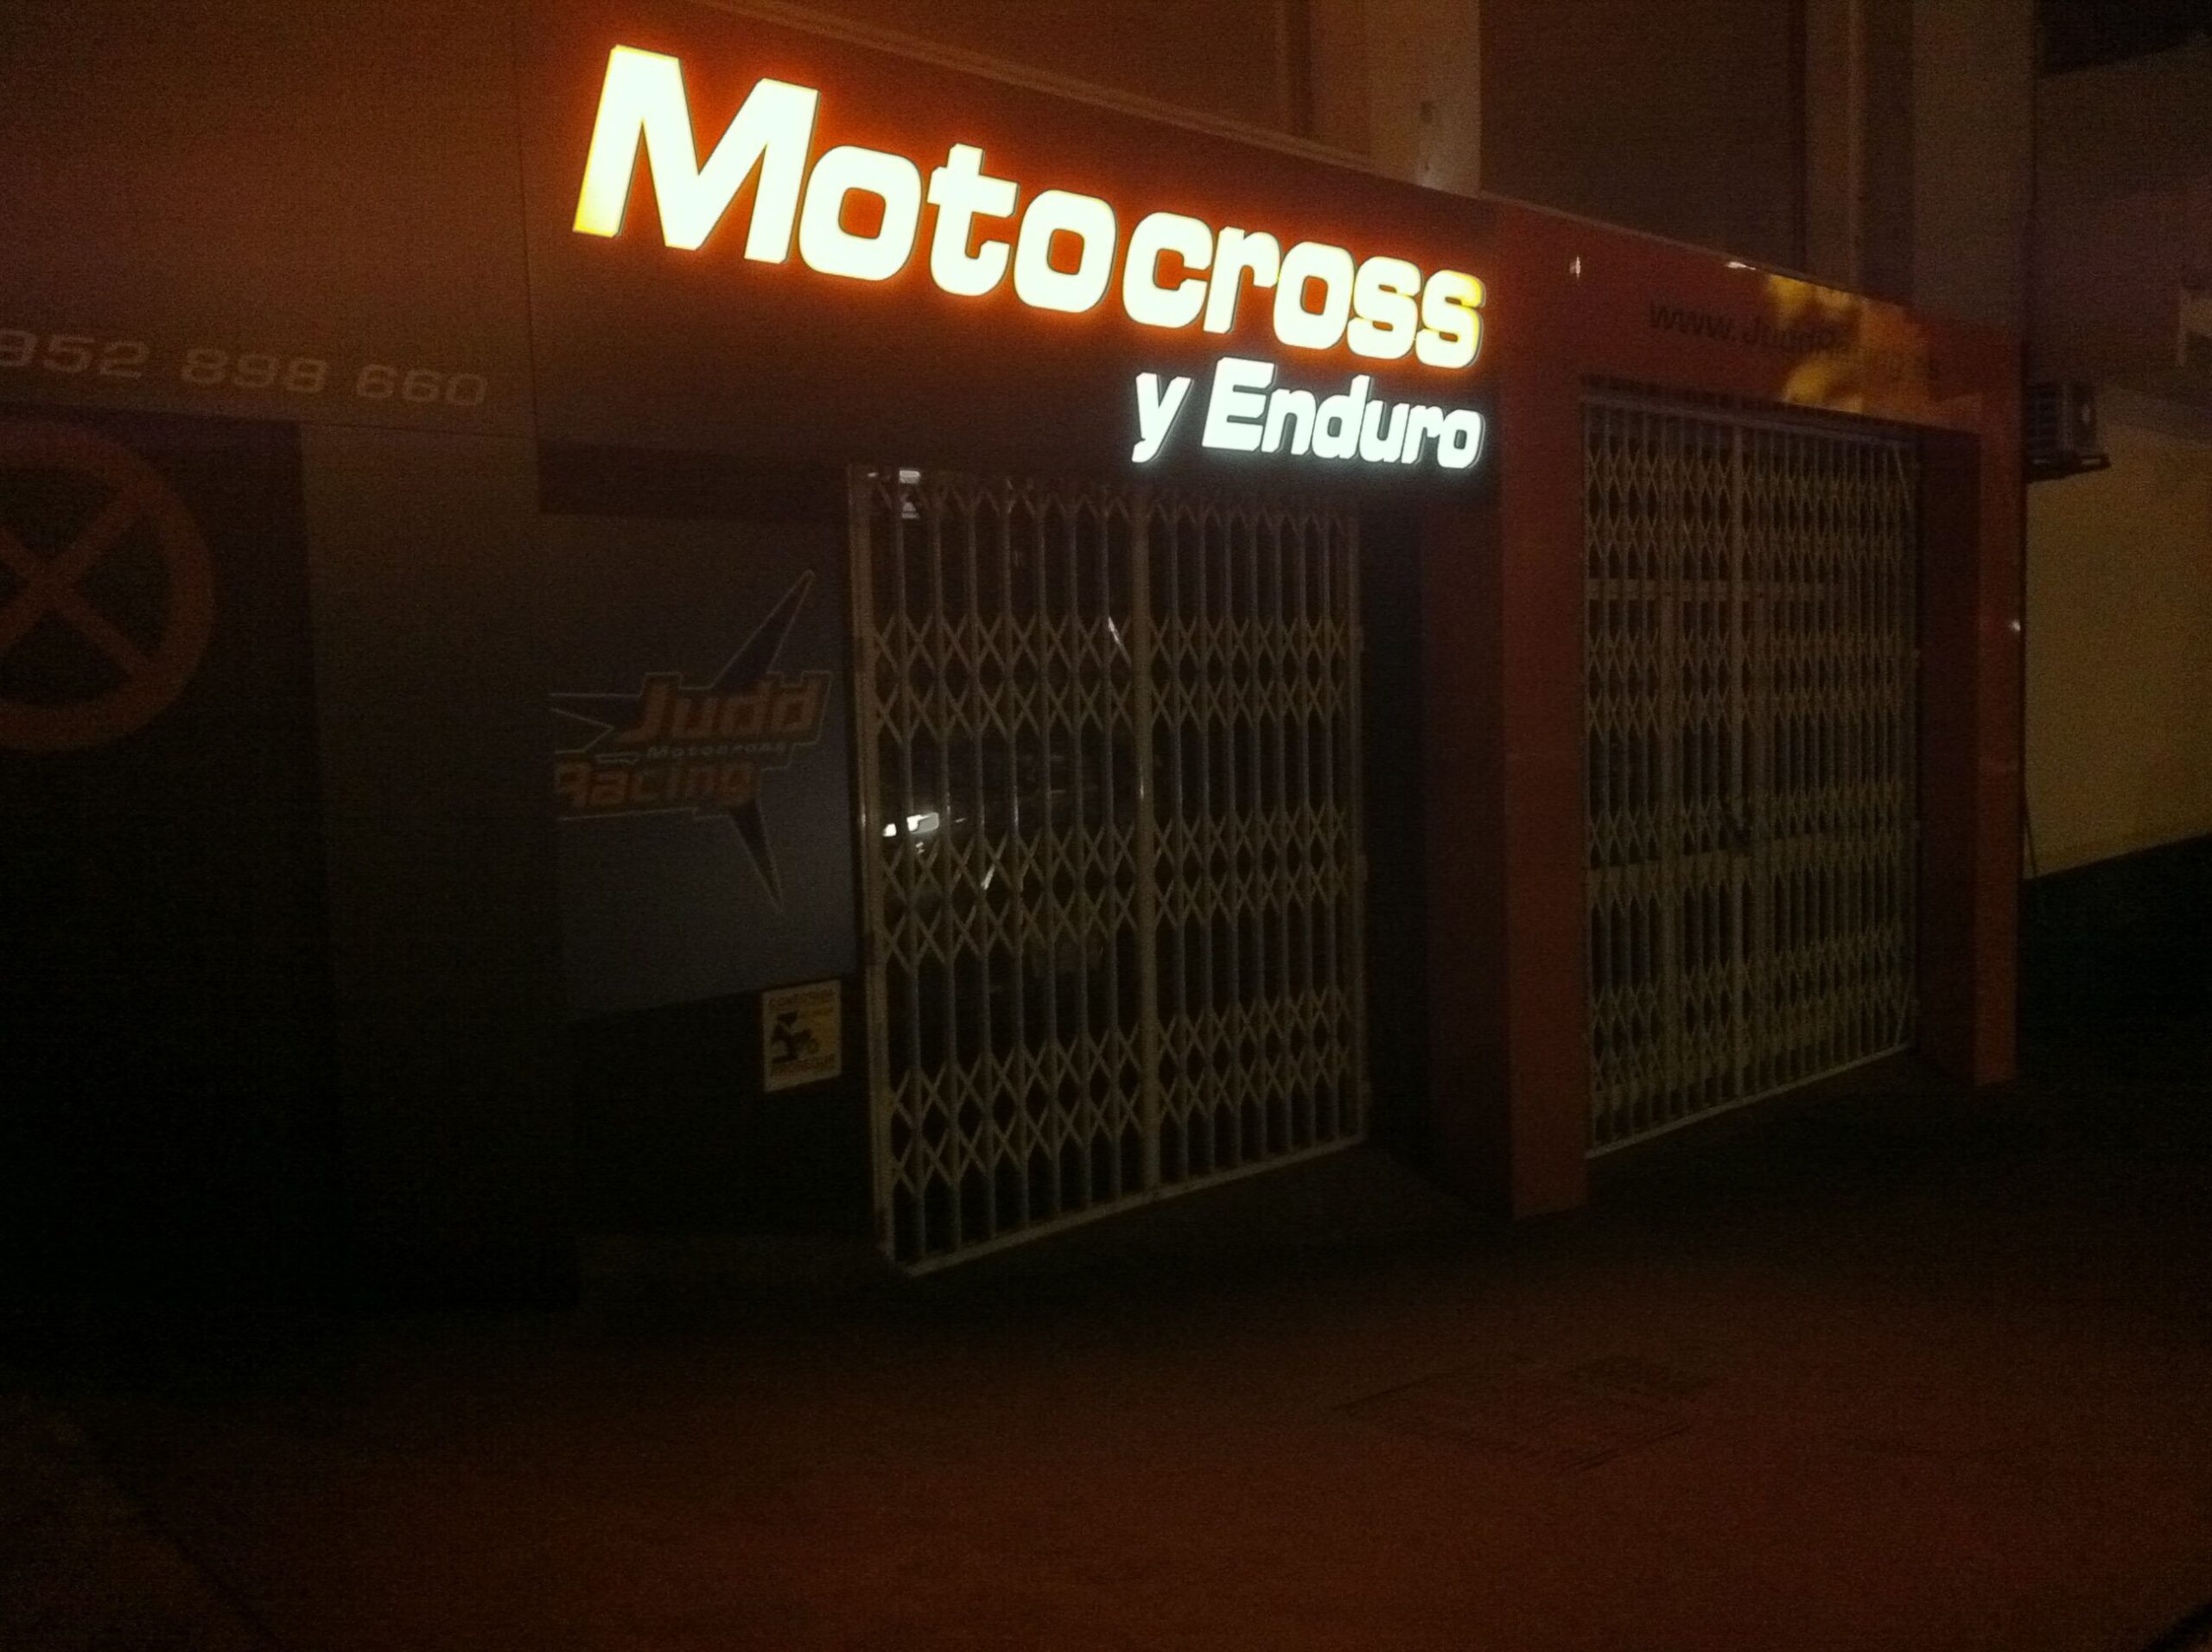 Motocross
y Enduro
952 898 660
Judd
Motocross
Racing